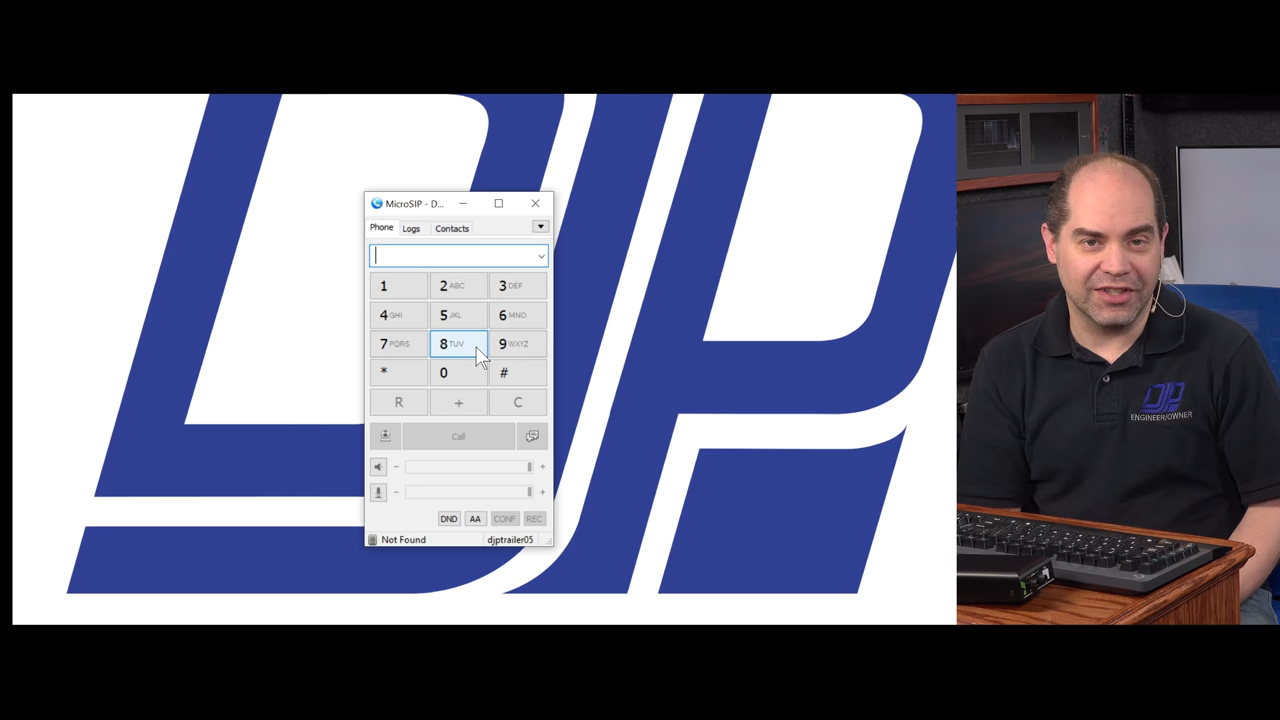 DJP
MicroSIP - D...
Phone Logs Contacts
1 2 ABC 3 DEF
4 GHI 5 JKL 6 MNO
7 PQRS 8 TUV 9 WXYZ
* 0 #
R + C
Call
- +
- +
DND AA CONF REC
Not Found djptrailer05
DJP
ENGINEER/OWNER